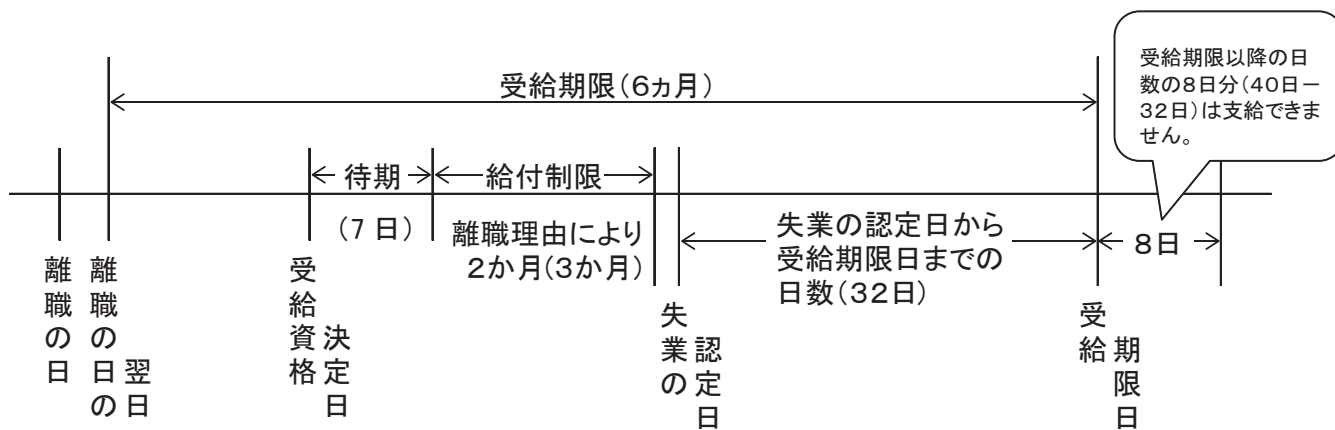 受給期限以降の日
数の8日分（40日－
32日）は支給できま
せん。
受給期限（6ヵ月）
待期
（7日）
給付制限
離職理由により
2か月（3か月）
失業の認定日から
受給期限日までの
日数（32日）
8日
離職の日
離職の日の
翌日
受給資格
決定日
失業の
認定日
受給
期限日